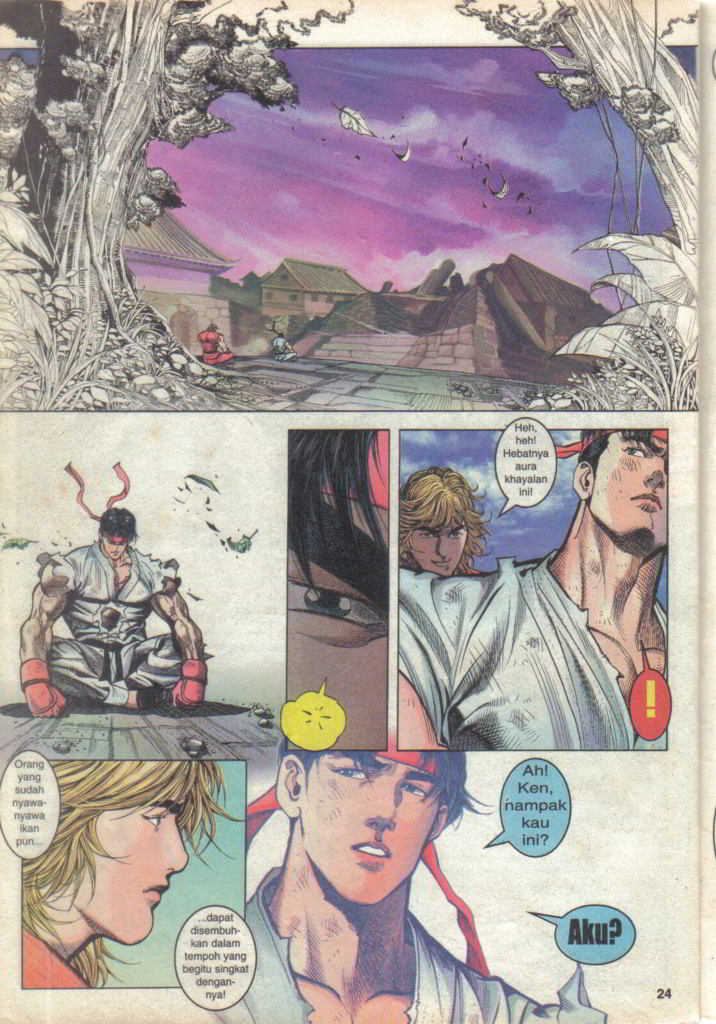 Heh,
heh!
Hebatnya
aura
khayalan
ini!
!
Orang
yang
sudah
nyawa-
nyawa
ikan
pun...
...dapat
disembuh-
kan dalam
tempoh yang
begitu singkat
dengan-
nya!
Ah!
Ken,
nampak
kau
ini?
Aku?
24